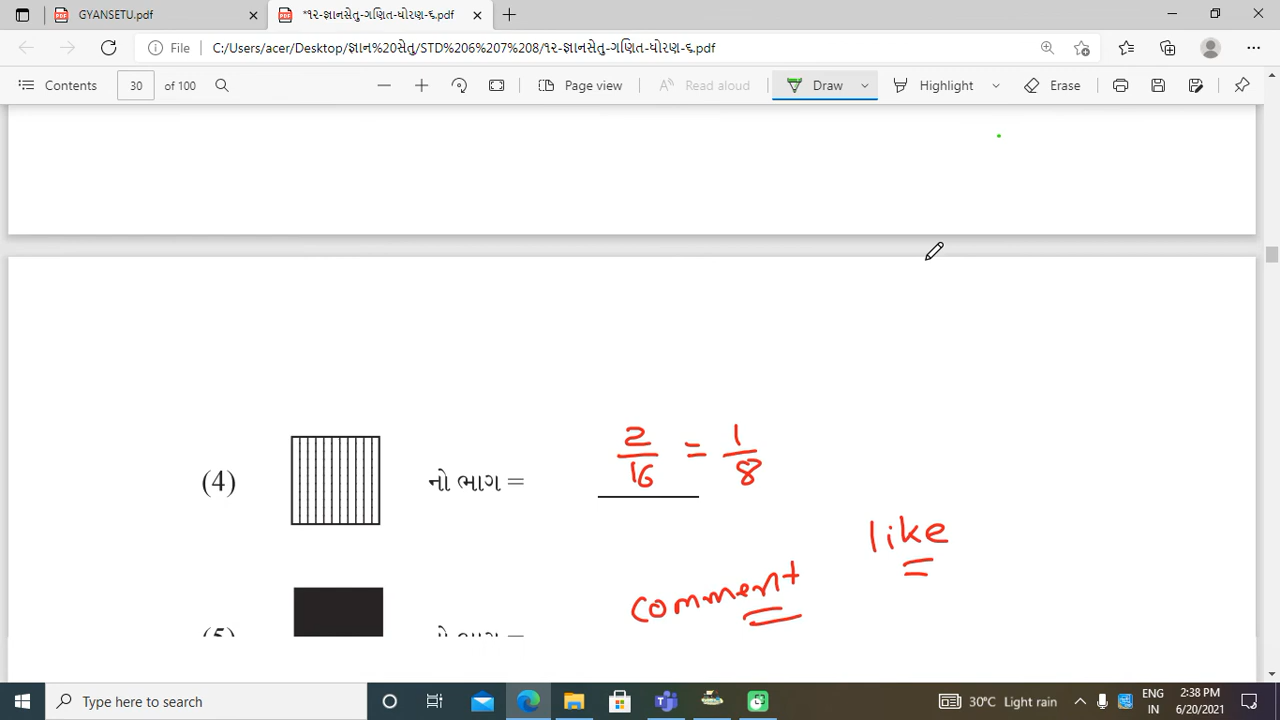 GYANSETU.pdf
*૧૨-જ્ઞાનસેતુ-ગણિત-ધોરણ-૬.pdf
File C:/Users/acer/Desktop/જ્ઞાન%20સેતુ/STD%206%207%208/૧૨-જ્ઞાનસેતુ-ગણિત-ધોરણ-૬.pdf
Contents 30 of 100 Page view Read aloud Draw Highlight Erase
(4) નો ભાગ = 2/16 = 1/8
like
comment
(5) નો ભાગ =
Type here to search
30°C Light rain
ENG
IN
2:38 PM
6/20/2021